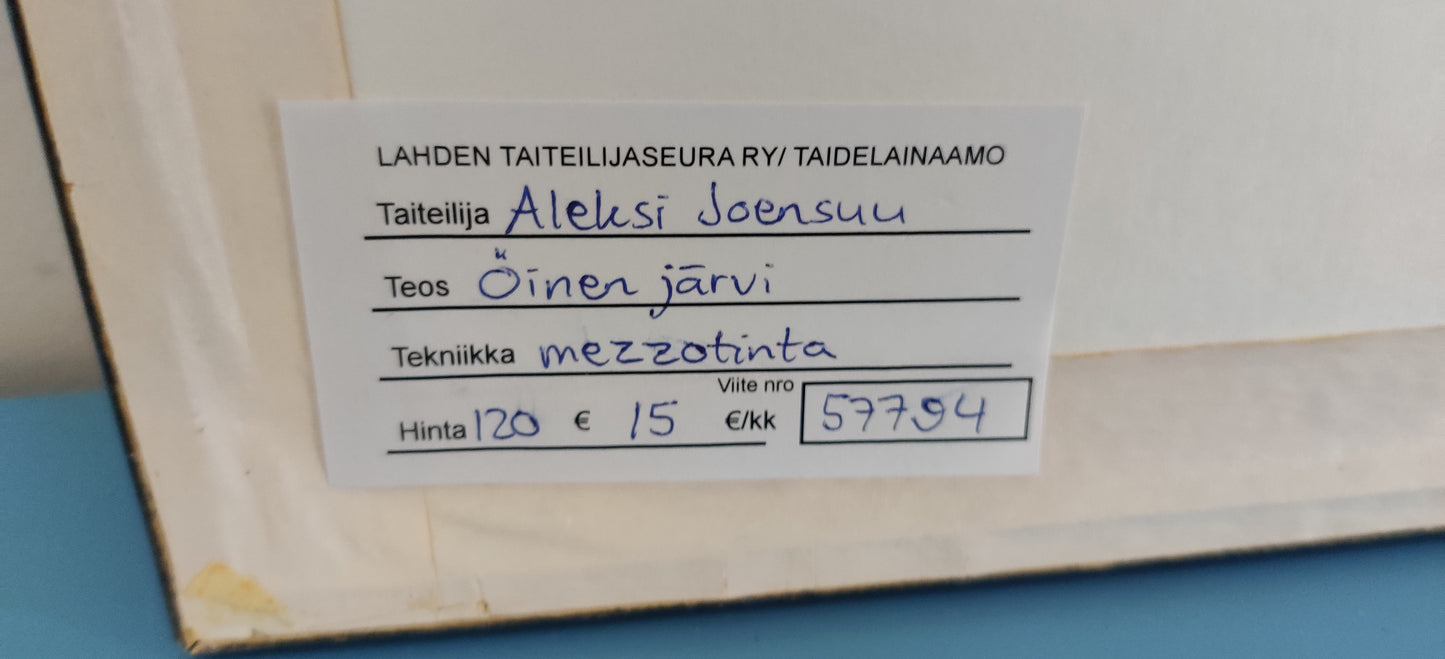 LAHDEN TAITEILIJASEURA RY/ TAIDELAINAAMO
Taiteilija Aleksi Joensuu
Teos Öinen järvi
Tekniikka mezzotinta
Viite nro
Hinta 120 € 15 €/kk 57794